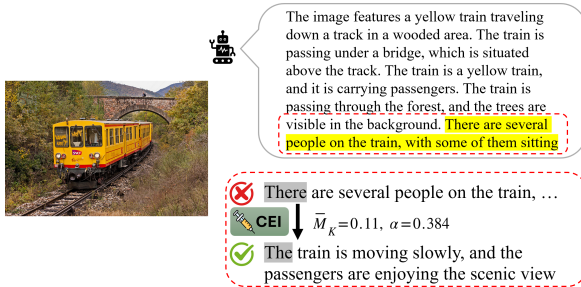 The image features a yellow train traveling
down a track in a wooded area. The train is
passing under a bridge, which is situated
above the track. The train is a yellow train,
and it is carrying passengers. The train is
passing through the forest, and the trees are
visible in the background. There are several
people on the train, with some of them sitting
There are several people on the train, …
CEI
M̅_K=0.11, α=0.384
The train is moving slowly, and the
passengers are enjoying the scenic view